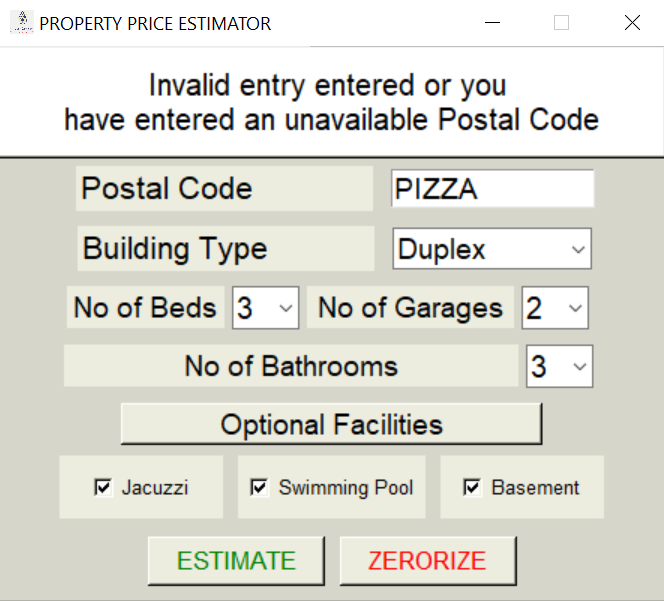 PROPERTY PRICE ESTIMATOR
Invalid entry entered or you
have entered an unavailable Postal Code
Postal Code PIZZA
Building Type Duplex
No of Beds 3 No of Garages 2
No of Bathrooms 3
Optional Facilities
Jacuzzi Swimming Pool Basement
ESTIMATE ZERORIZE